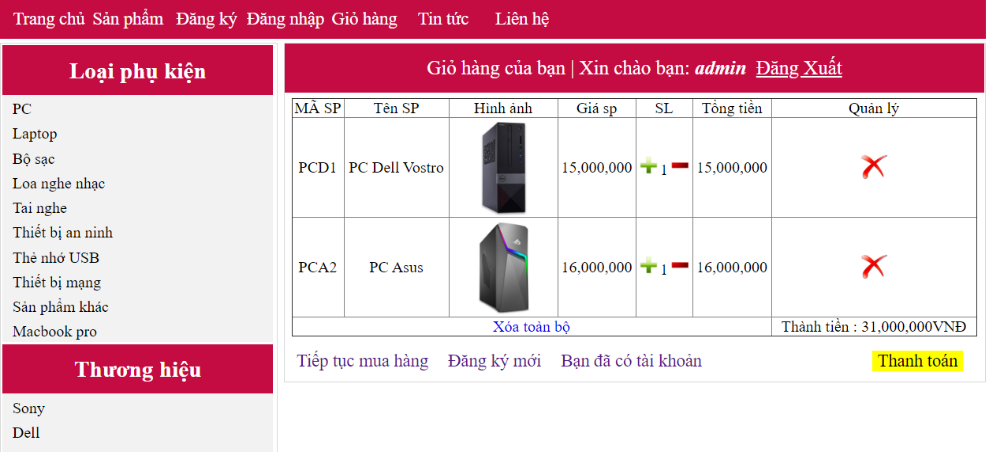 Trang chủ Sản phẩm Đăng ký Đăng nhập Giỏ hàng Tin tức Liên hệ
Loại phụ kiện
PC
Laptop
Bộ sạc
Loa nghe nhạc
Tai nghe
Thiết bị an ninh
Thẻ nhớ USB
Thiết bị mạng
Sản phẩm khác
Macbook pro
Thương hiệu
Sony
Dell
Giỏ hàng của bạn | Xin chào bạn: admin Đăng Xuất
MÃ SP Tên SP Hình ảnh Giá sp SL Tổng tiền Quản lý
PCD1 PC Dell Vostro 15,000,000 1 15,000,000
PCA2 PC Asus 16,000,000 1 16,000,000
Xóa toàn bộ Thành tiền : 31,000,000VNĐ
Tiếp tục mua hàng Đăng ký mới Bạn đã có tài khoản Thanh toán